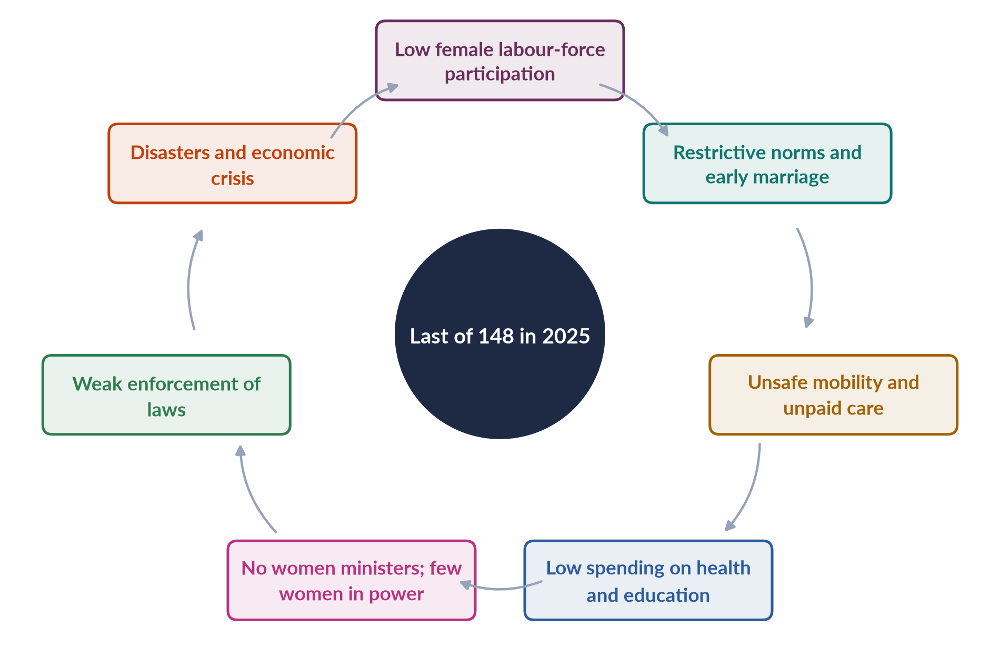 Low female labour-force
participation
Restrictive norms and
early marriage
Unsafe mobility and
unpaid care
Low spending on health
and education
No women ministers; few
women in power
Weak enforcement of
laws
Disasters and economic
crisis
Last of 148 in 2025